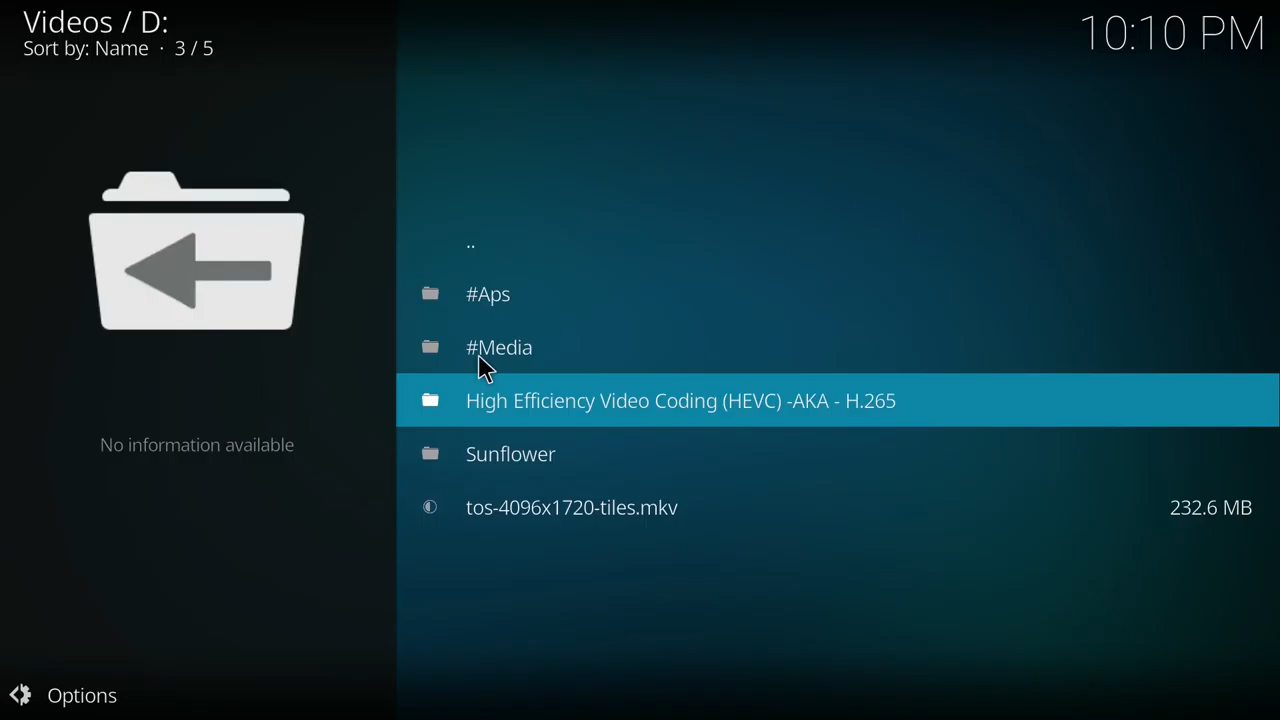 Videos / D:
Sort by: Name · 3 / 5
10:10 PM
..
#Aps
#Media
High Efficiency Video Coding (HEVC) -AKA - H.265
No information available
Sunflower
tos-4096x1720-tiles.mkv 232.6 MB
Options